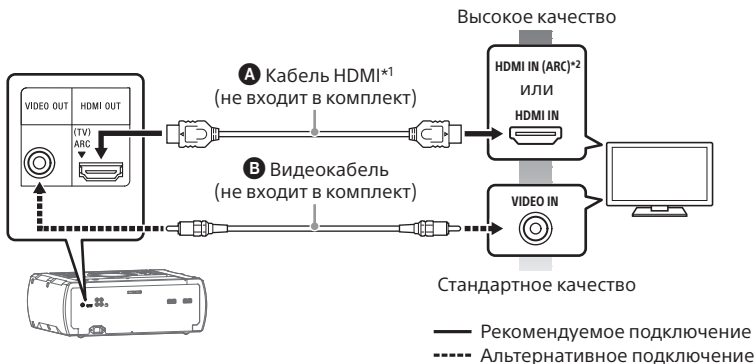 Высокое качество
A Кабель HDMI*1
(не входит в комплект)
HDMI IN (ARC)*2
или
HDMI IN
VIDEO OUT
HDMI OUT
(TV)
ARC
B Видеокабель
(не входит в комплект)
VIDEO IN
Стандартное качество
Рекомендуемое подключение
Альтернативное подключение